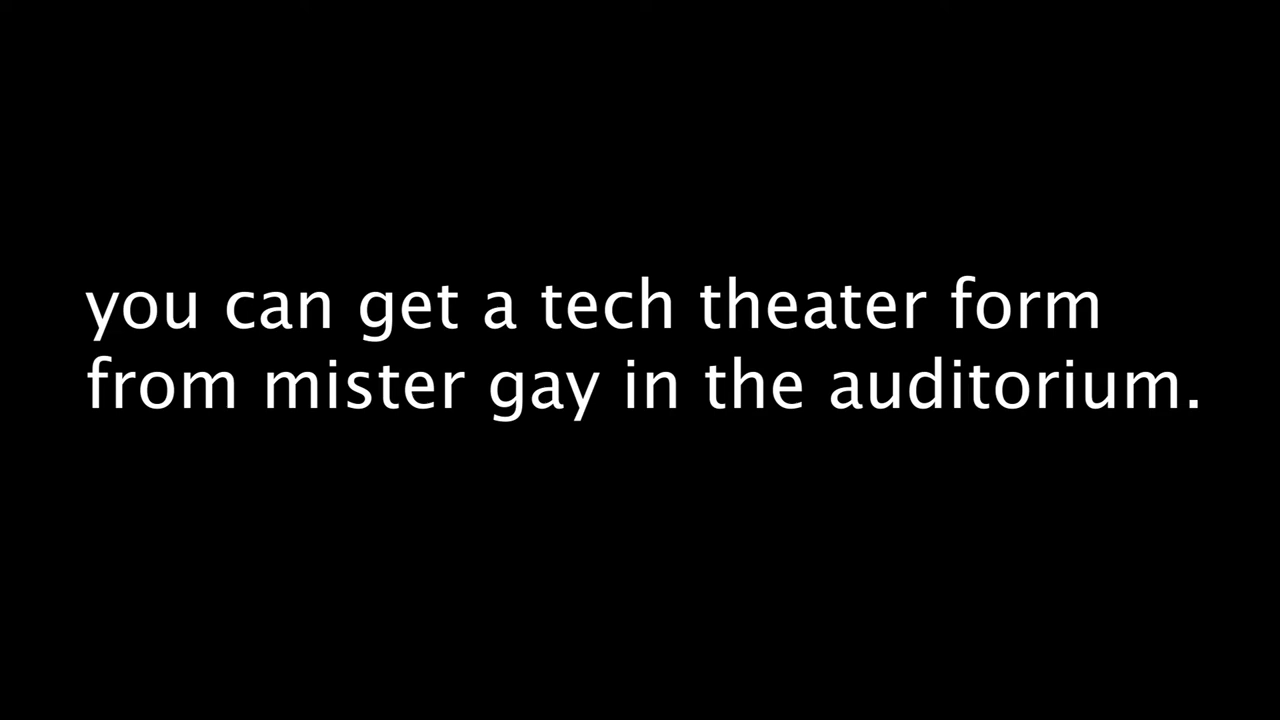 you can get a tech theater form
from mister gay in the auditorium.